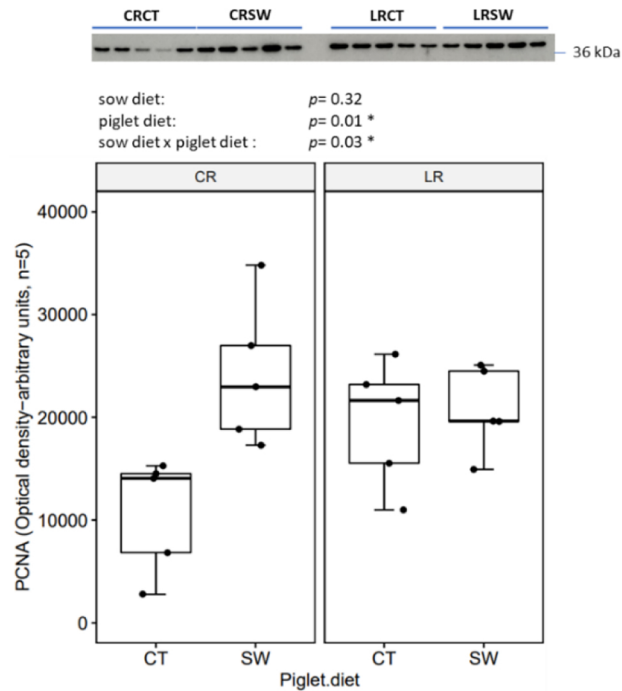 CRCT CRSW LRCT LRSW
36 kDa
sow diet: p= 0.32
piglet diet: p= 0.01 *
sow diet x piglet diet : p= 0.03 *
CR LR
PCNA (Optical density−arbitrary units, n=5)
40000
30000
20000
10000
0
CT SW CT SW
Piglet.diet